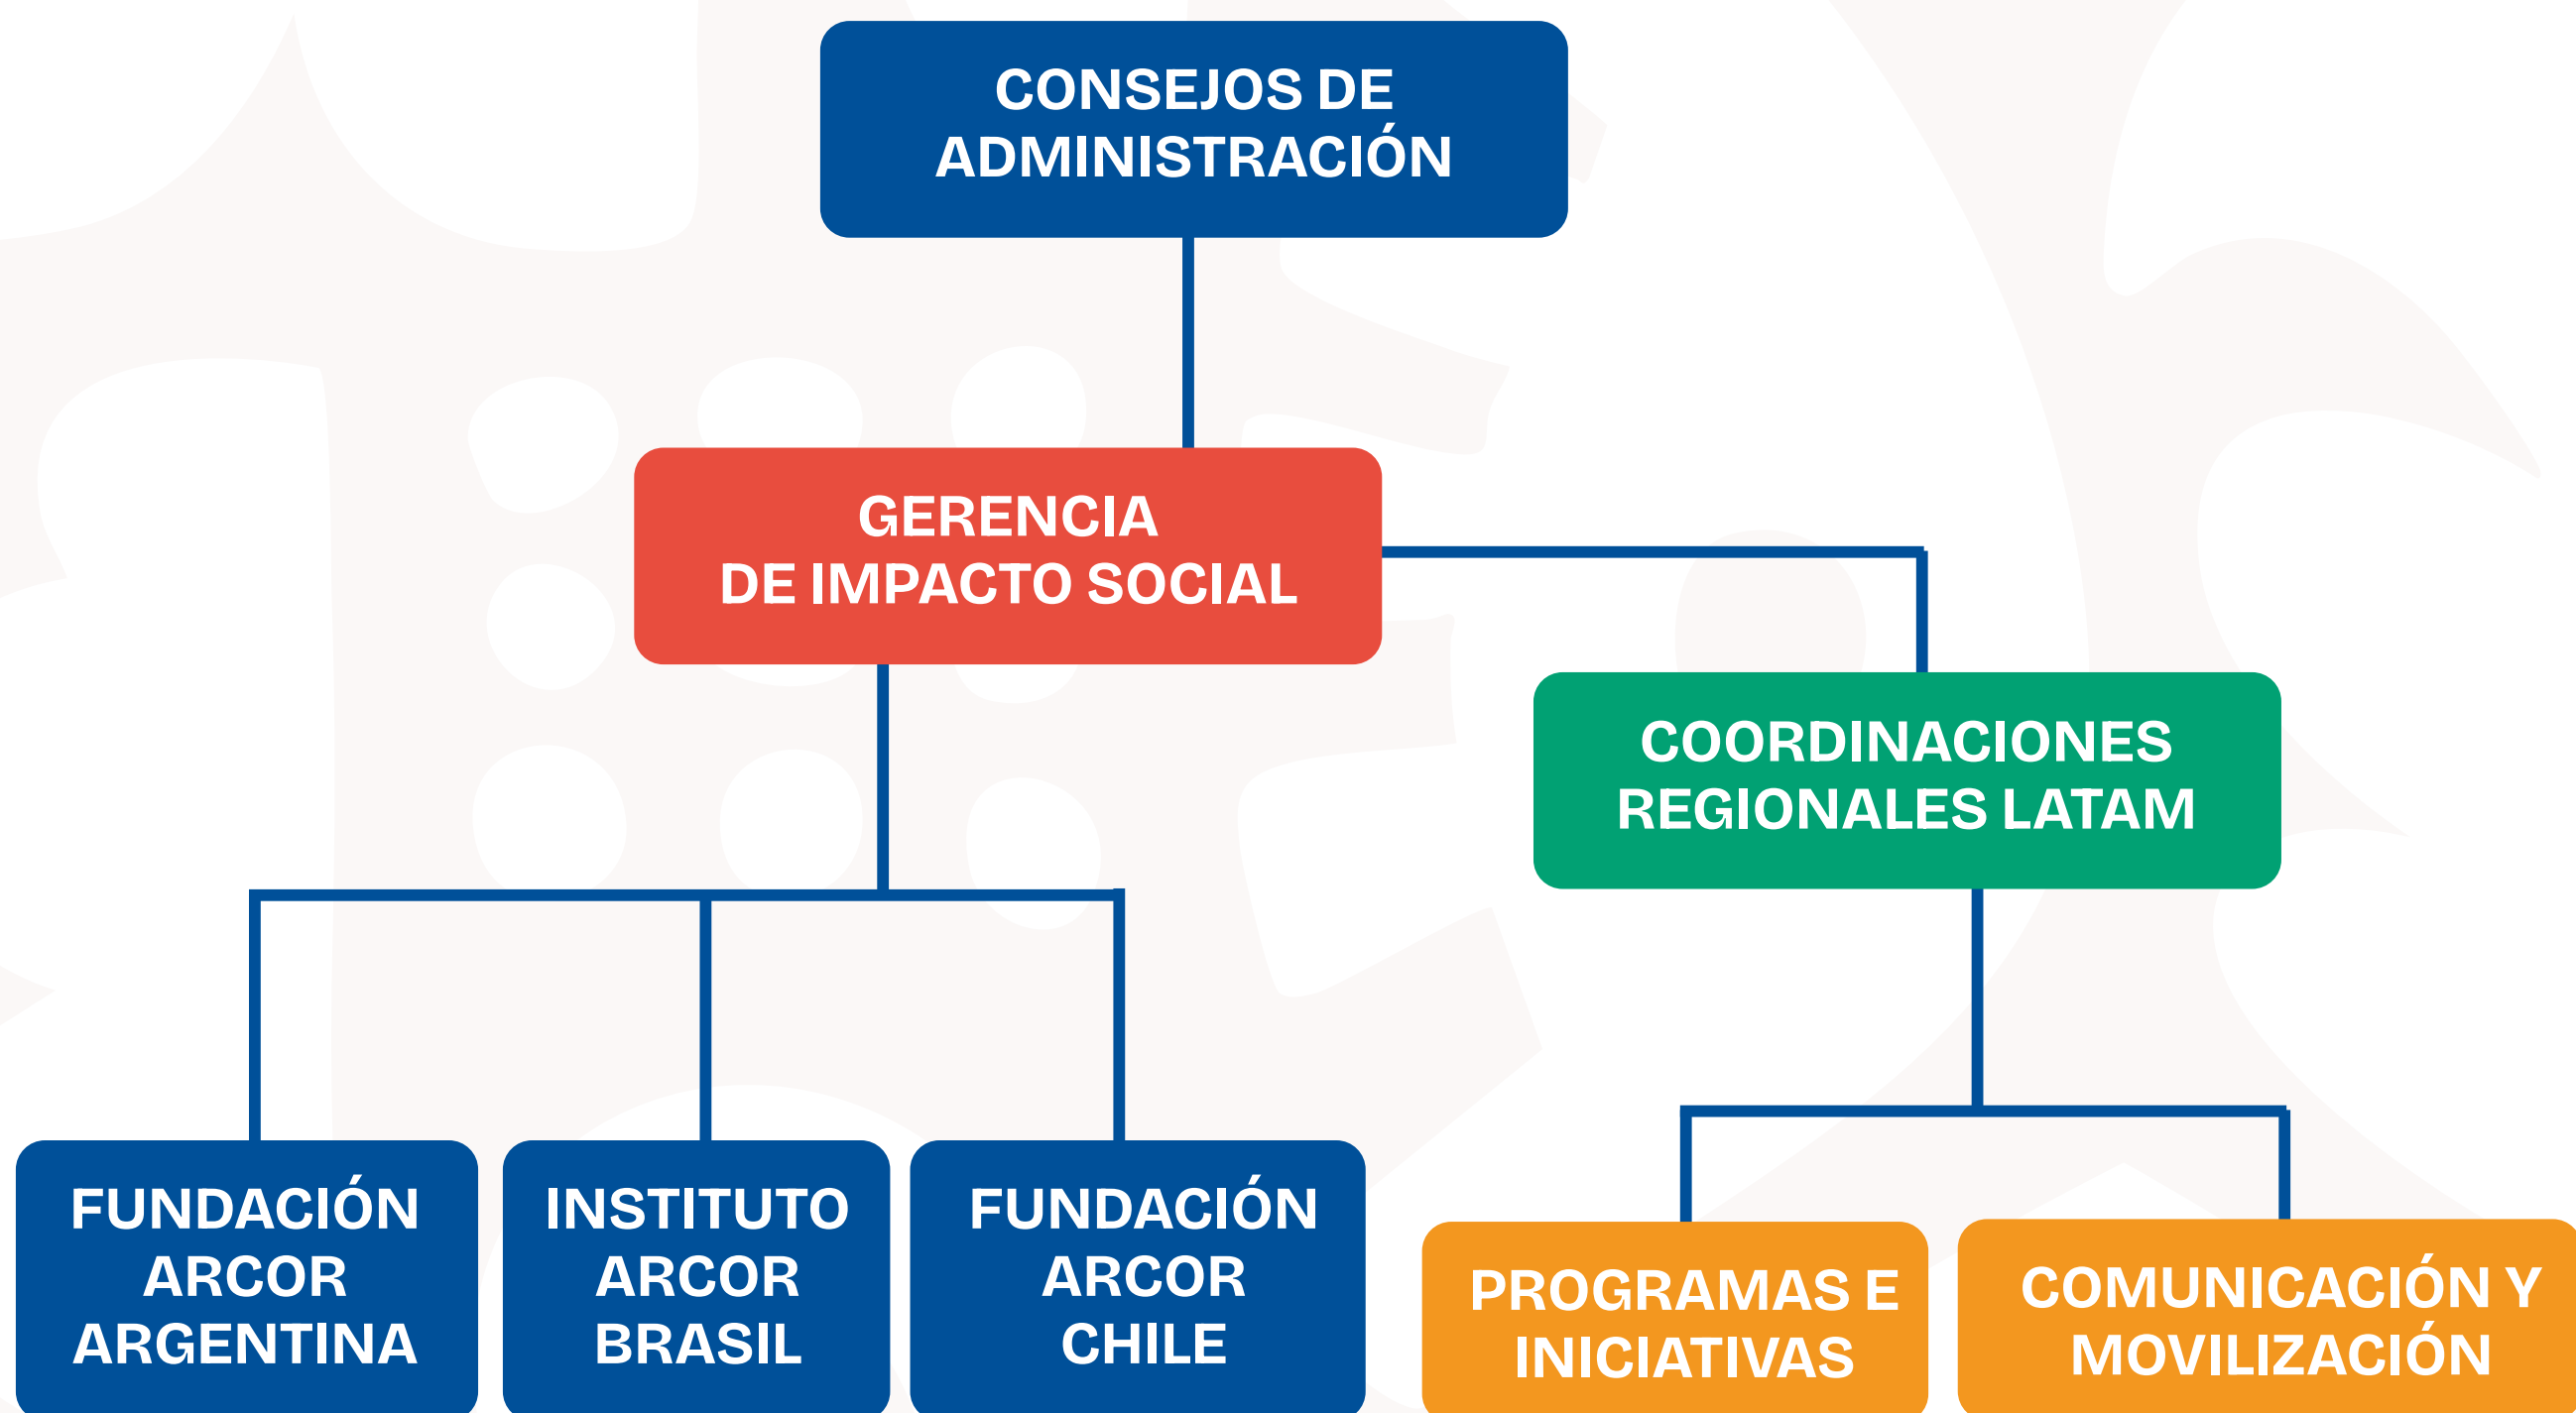 CONSEJOS DE
ADMINISTRACIÓN
GERENCIA
DE IMPACTO SOCIAL
COORDINACIONES
REGIONALES LATAM
FUNDACIÓN
ARCOR
ARGENTINA
INSTITUTO
ARCOR
BRASIL
FUNDACIÓN
ARCOR
CHILE
PROGRAMAS E
INICIATIVAS
COMUNICACIÓN Y
MOVILIZACIÓN